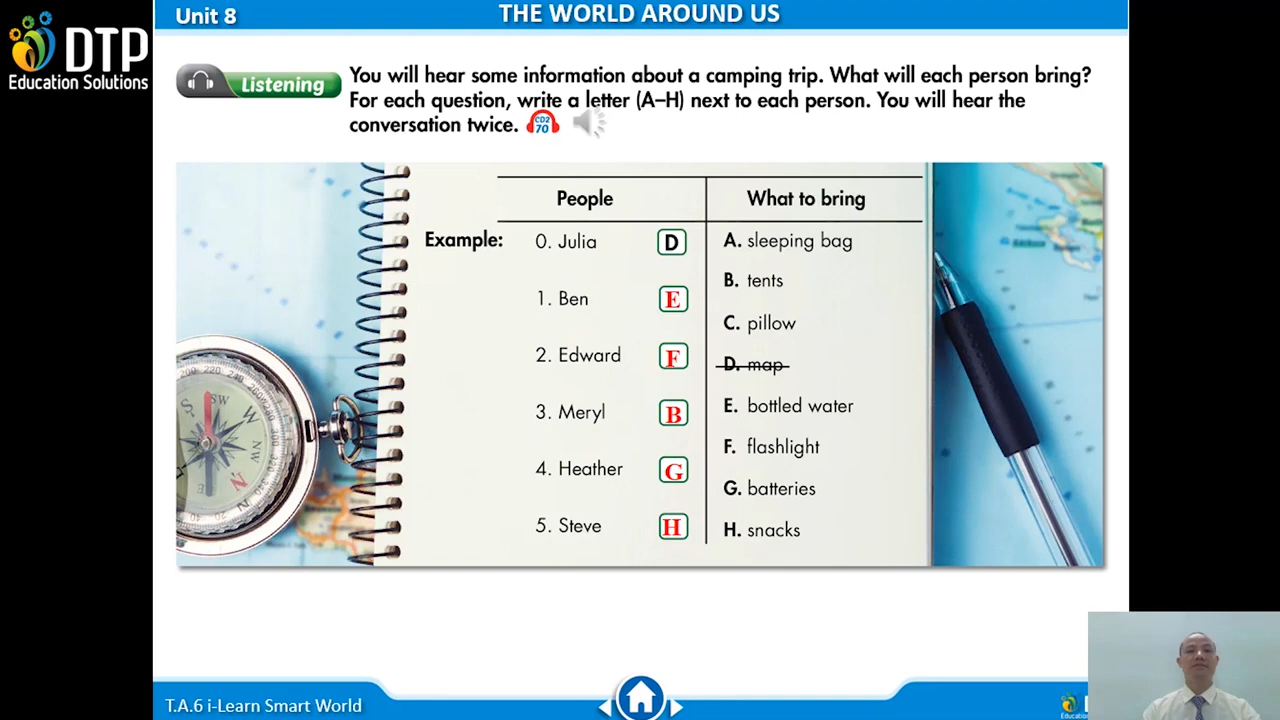 Unit 8
THE WORLD AROUND US
DTP
Education Solutions
Listening
You will hear some information about a camping trip. What will each person bring?
For each question, write a letter (A–H) next to each person. You will hear the
conversation twice.
CD2
70
People
What to bring
Example:
0. Julia D
1. Ben E
2. Edward F
3. Meryl B
4. Heather G
5. Steve H
A. sleeping bag
B. tents
C. pillow
D. map
E. bottled water
F. flashlight
G. batteries
H. snacks
T.A.6 i-Learn Smart World